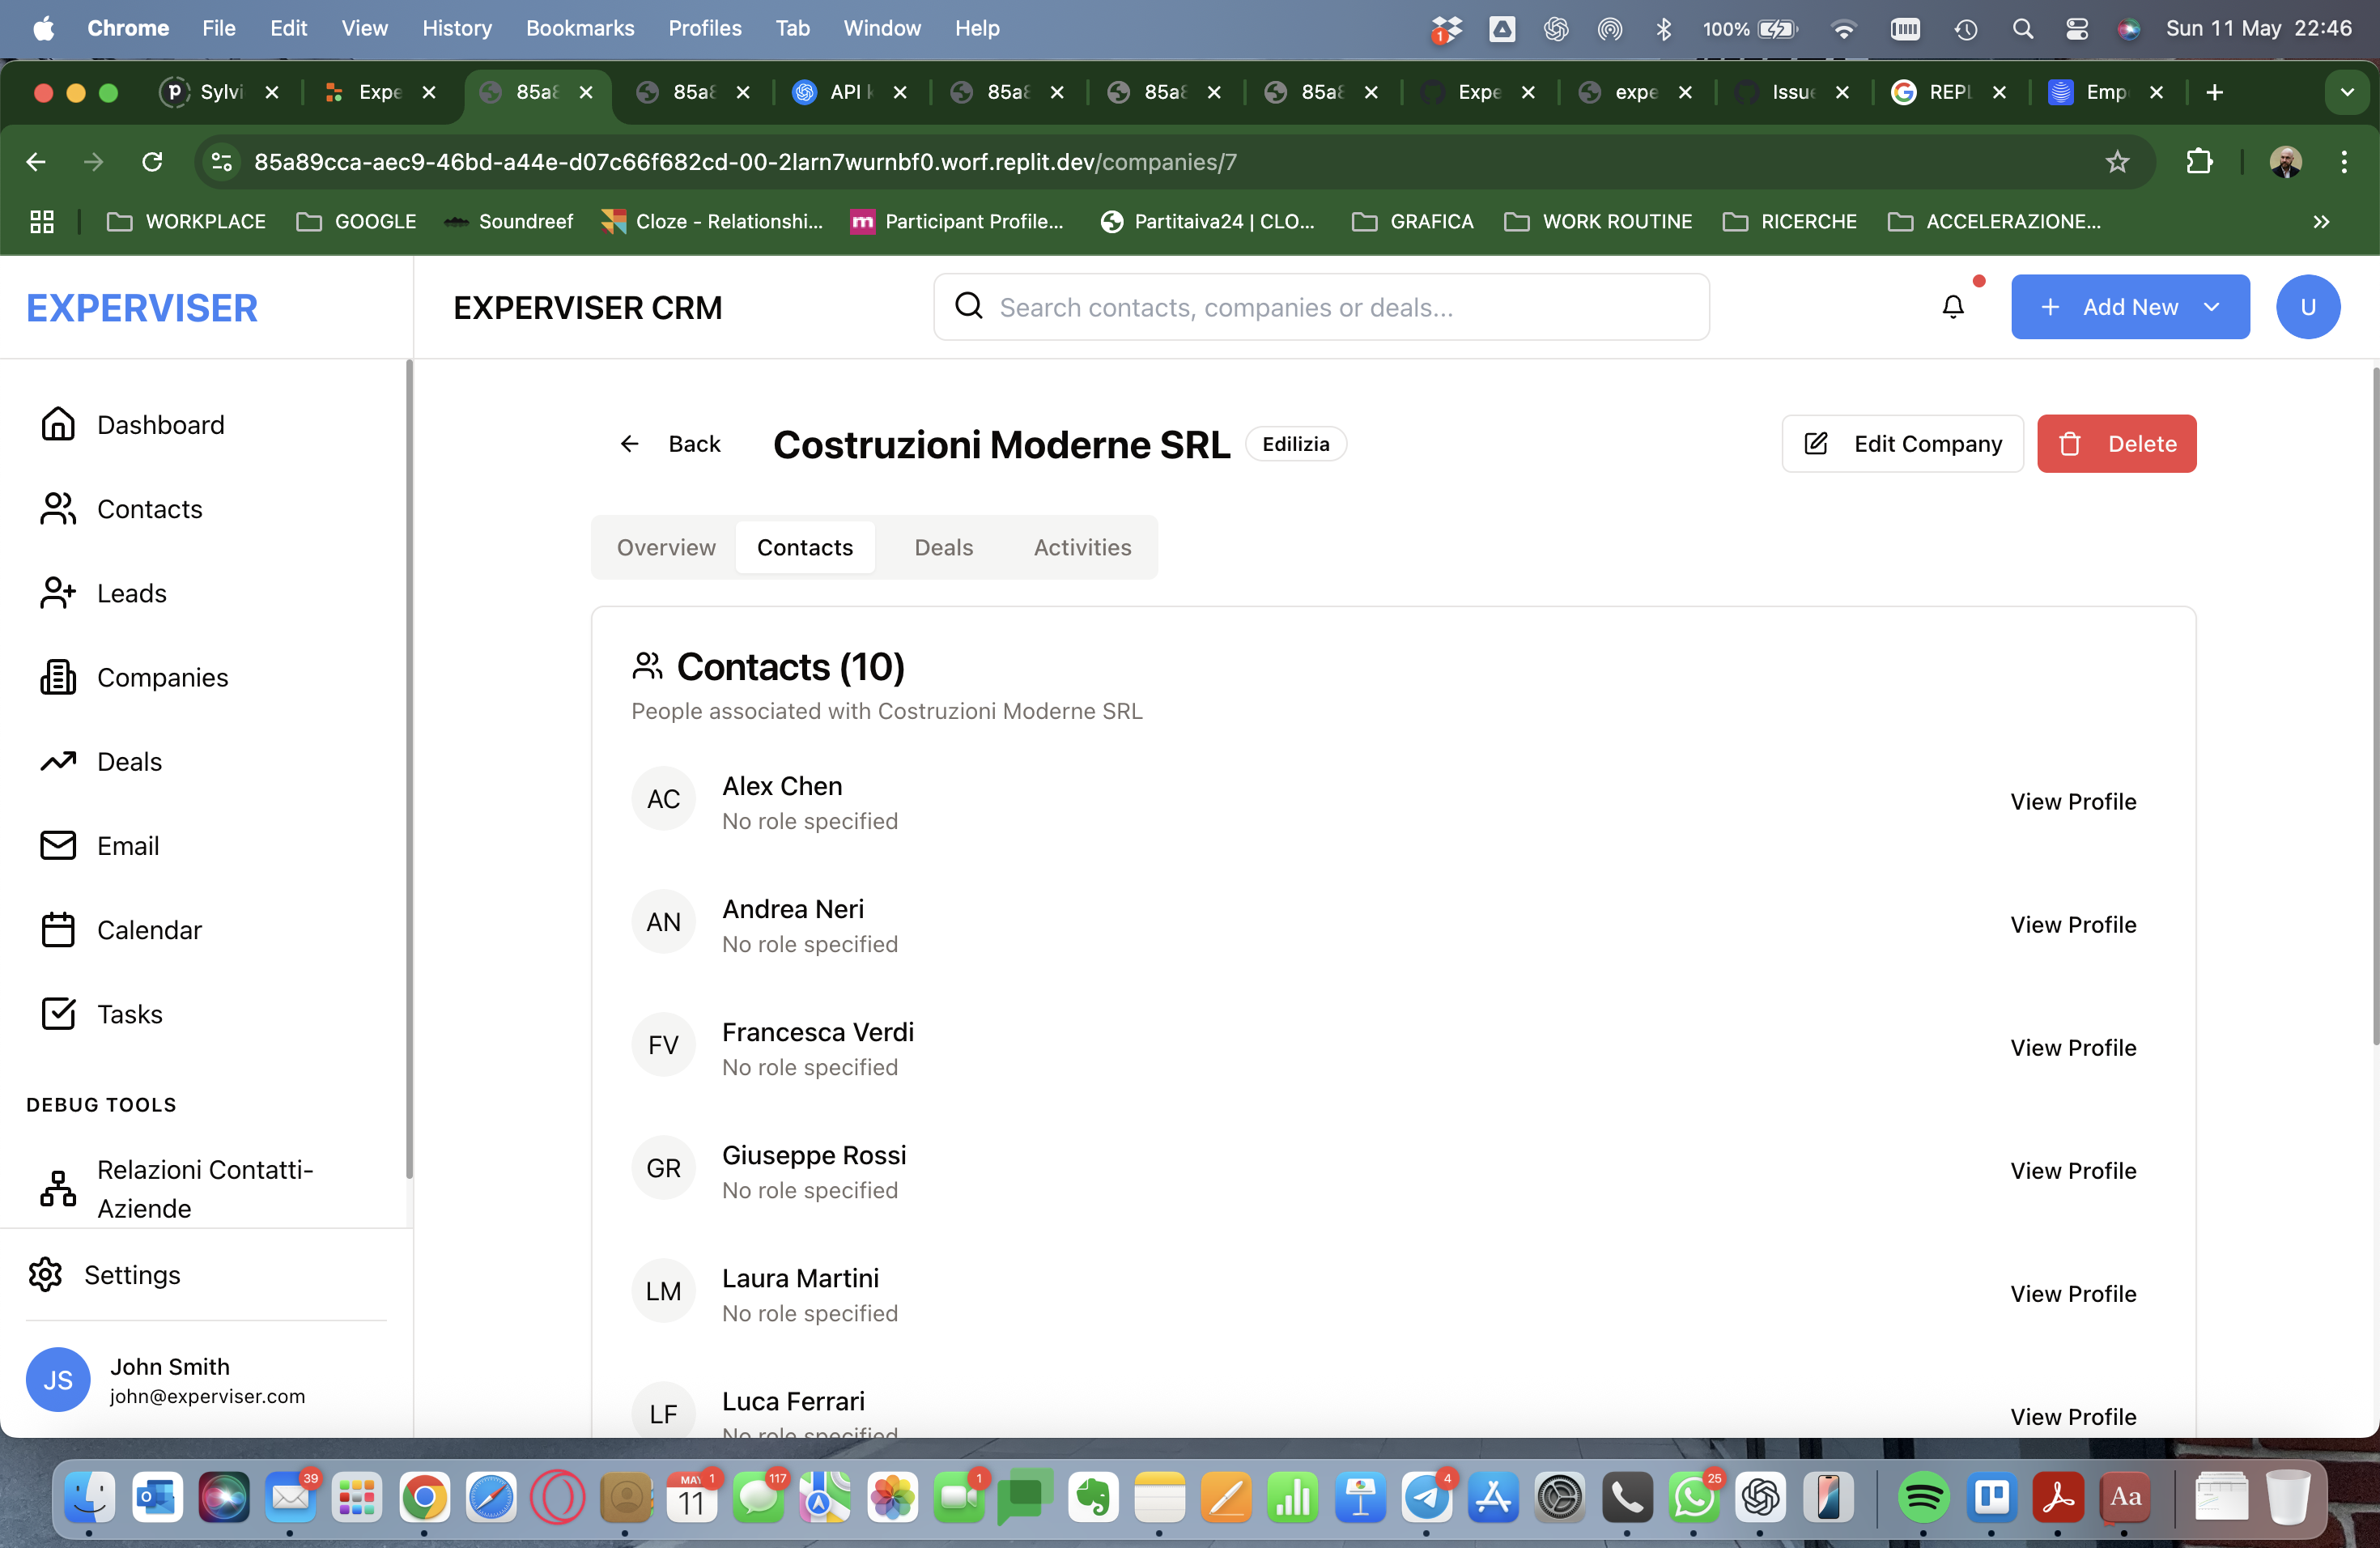 Chrome File Edit View History Bookmarks Profiles Tab Window Help 1 100% Sun 11 May 22:46
Sylvi Expe 85a8 85a8 API k 85a8 85a8 85a8 Expe expe Issue REPL Emp
85a89cca-aec9-46bd-a44e-d07c66f682cd-00-2larn7wurnbf0.worf.replit.dev/companies/7
WORKPLACE GOOGLE Soundreef Cloze - Relationshi... m Participant Profile... Partitaiva24 | CLO... GRAFICA WORK ROUTINE RICERCHE ACCELERAZIONE...
EXPERVISER
EXPERVISER CRM
Search contacts, companies or deals...
Add New
U
Dashboard
Contacts
Leads
Companies
Deals
Email
Calendar
Tasks
DEBUG TOOLS
Relazioni Contatti-
Aziende
Settings
JS
John Smith
john@experviser.com
Back
Costruzioni Moderne SRL
Edilizia
Edit Company
Delete
Overview Contacts Deals Activities
Contacts (10)
People associated with Costruzioni Moderne SRL
AC
Alex Chen
No role specified
View Profile
AN
Andrea Neri
No role specified
View Profile
FV
Francesca Verdi
No role specified
View Profile
GR
Giuseppe Rossi
No role specified
View Profile
LM
Laura Martini
No role specified
View Profile
LF
Luca Ferrari
No role specified
View Profile
39 MAY 11 1 117 1 4 25 Aa